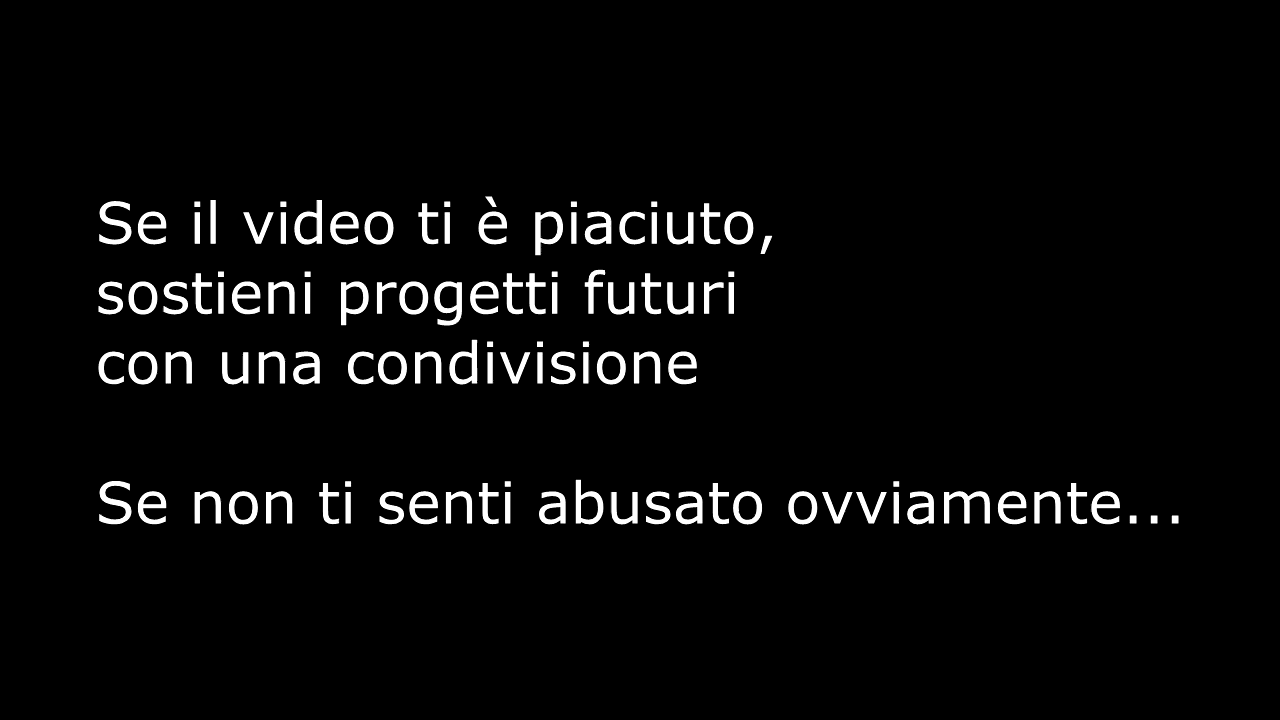 Se il video ti è piaciuto,
sostieni progetti futuri
con una condivisione
Se non ti senti abusato ovviamente...